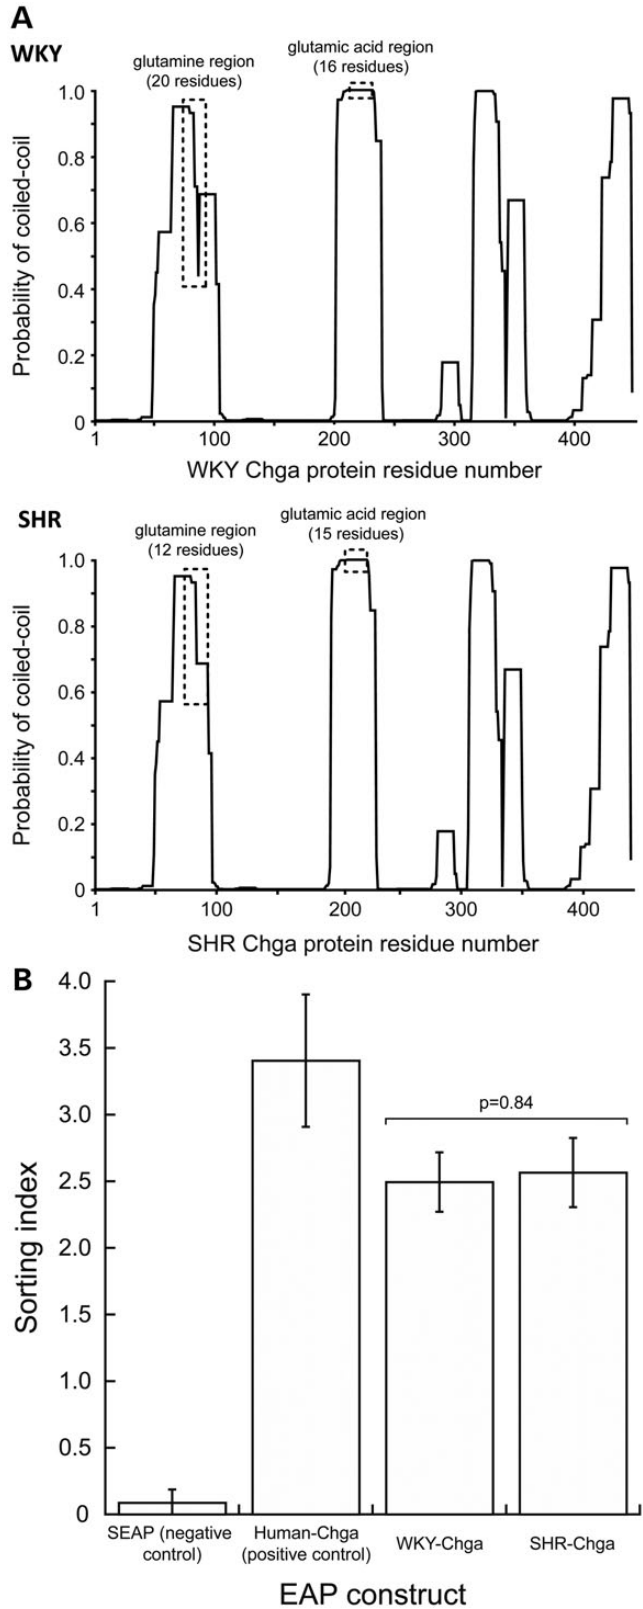 A
WKY
glutamine region
(20 residues)
glutamic acid region
(16 residues)
Probability of coiled-coil
1.0
0.8
0.6
0.4
0.2
0
1
100
200
300
400
WKY Chga protein residue number
SHR
glutamine region
(12 residues)
glutamic acid region
(15 residues)
Probability of coiled-coil
1.0
0.8
0.6
0.4
0.2
0
1
100
200
300
400
SHR Chga protein residue number
B
Sorting index
4.0
3.5
3.0
2.5
2.0
1.5
1.0
0.5
0
p=0.84
SEAP (negative
control)
Human-Chga
(positive control)
WKY-Chga
SHR-Chga
EAP construct